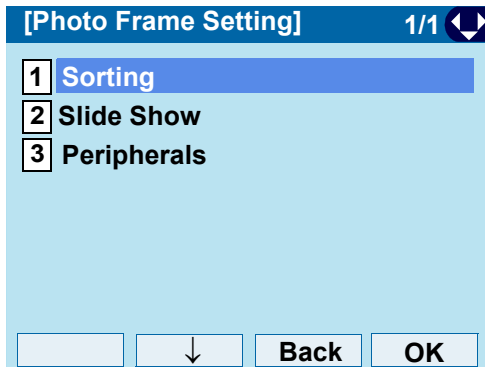 [Photo Frame Setting] 1/1
1 Sorting
2 Slide Show
3 Peripherals
↓ Back OK